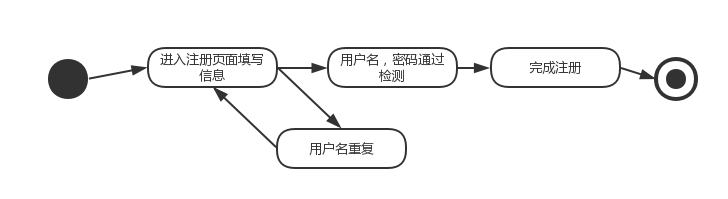 进入注册页面填写
信息
用户名，密码通过
检测
完成注册
用户名重复